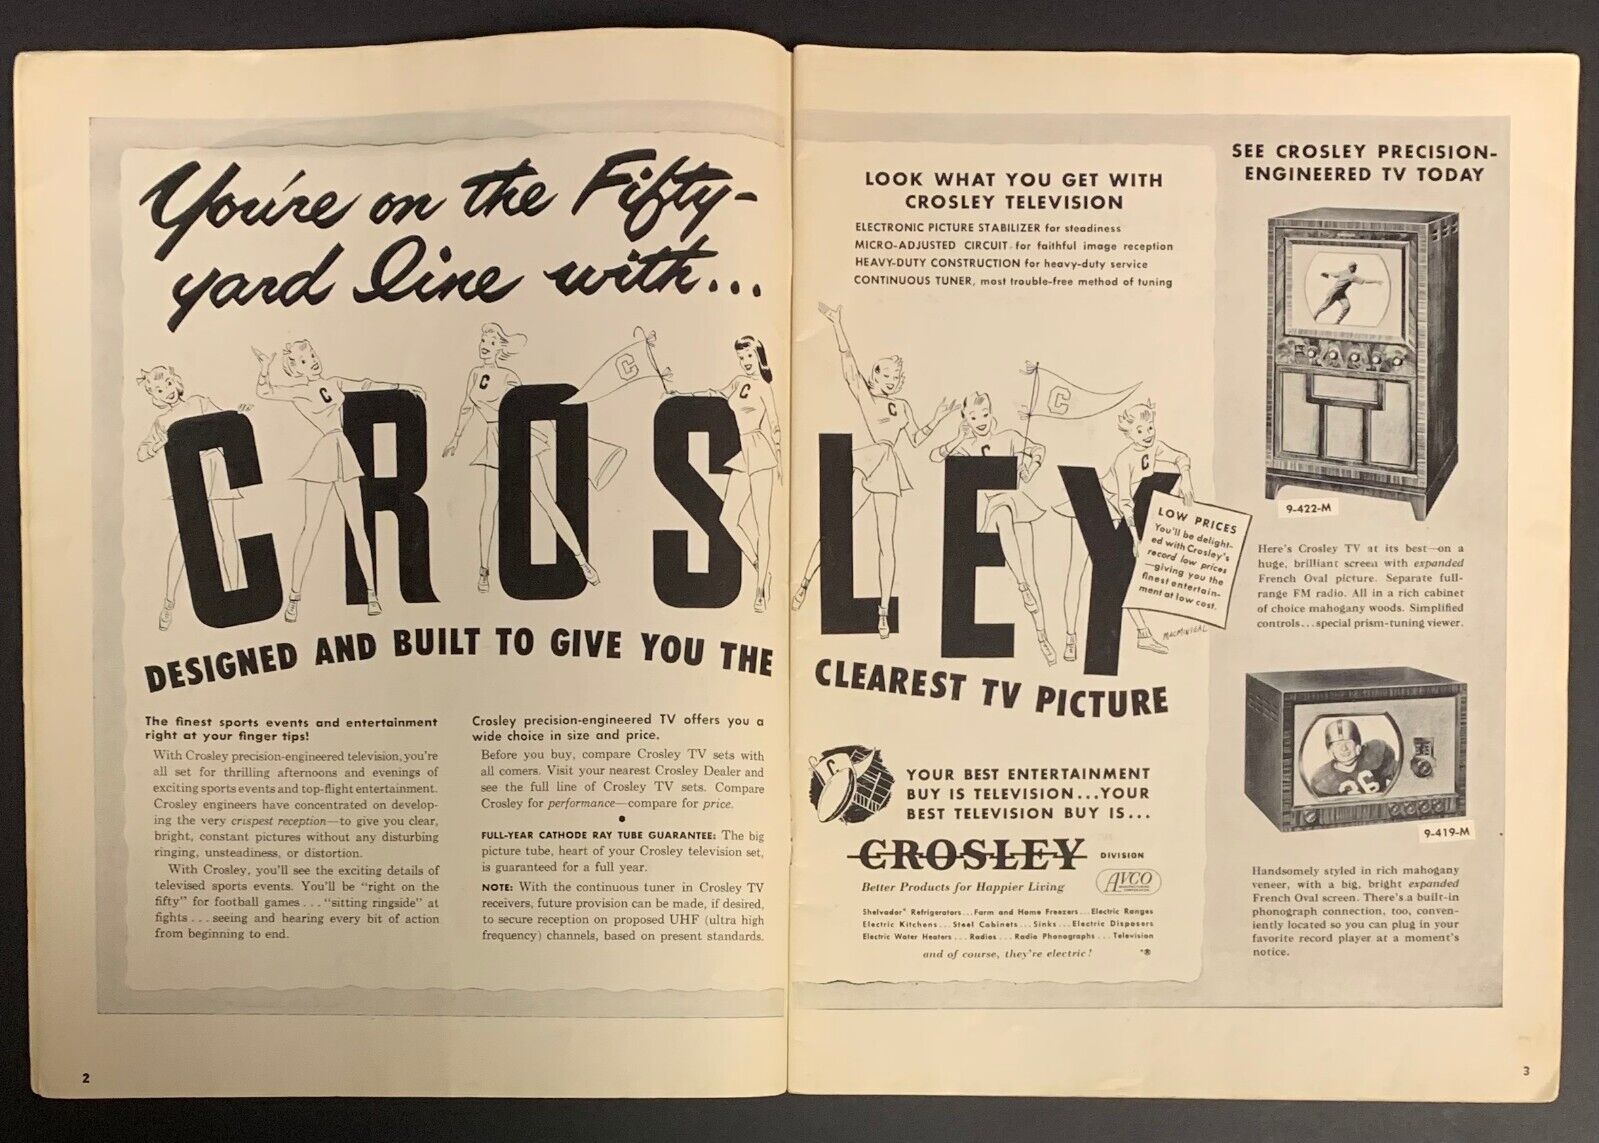 You're on the Fifty-
yard line with...
C
C
C
C
C
CROSLEY
C
C
C
C
LOW PRICES
You'll be delight-
ed with Crosley's
record low prices
—giving you the
finest entertain-
ment at low cost.
MACMINIGAL
DESIGNED AND BUILT TO GIVE YOU THE CLEAREST TV PICTURE
The finest sports events and entertainment
right at your finger tips!
With Crosley precision-engineered television, you're
all set for thrilling afternoons and evenings of
exciting sports events and top-flight entertainment.
Crosley engineers have concentrated on develop-
ing the very crispest reception—to give you clear,
bright, constant pictures without any disturbing
ringing, unsteadiness, or distortion.
With Crosley, you'll see the exciting details of
televised sports events. You'll be "right on the
fifty" for football games . . . "sitting ringside" at
fights . . . seeing and hearing every bit of action
from beginning to end.
Crosley precision-engineered TV offers you a
wide choice in size and price.
Before you buy, compare Crosley TV sets with
all comers. Visit your nearest Crosley Dealer and
see the full line of Crosley TV sets. Compare
Crosley for performance—compare for price.
•
FULL-YEAR CATHODE RAY TUBE GUARANTEE: The big
picture tube, heart of your Crosley television set,
is guaranteed for a full year.
NOTE: With the continuous tuner in Crosley TV
receivers, future provision can be made, if desired,
to secure reception on proposed UHF (ultra high
frequency) channels, based on present standards.
2
LOOK WHAT YOU GET WITH
CROSLEY TELEVISION
ELECTRONIC PICTURE STABILIZER for steadiness
MICRO-ADJUSTED CIRCUIT for faithful image reception
HEAVY-DUTY CONSTRUCTION for heavy-duty service
CONTINUOUS TUNER, most trouble-free method of tuning
C
YOUR BEST ENTERTAINMENT
BUY IS TELEVISION...YOUR
BEST TELEVISION BUY IS...
CROSLEY DIVISION
AVCO
MANUFACTURING
CORPORATION
Better Products for Happier Living
Shelvador® Refrigerators...Farm and Home Freezers...Electric Ranges
Electric Kitchens...Steel Cabinets...Sinks...Electric Disposers
Electric Water Heaters...Radios...Radio Phonographs...Television
and of course, they're electric!
®
SEE CROSLEY PRECISION-
ENGINEERED TV TODAY
9-422-M
Here's Crosley TV at its best—on a
huge, brilliant screen with expanded
French Oval picture. Separate full-
range FM radio. All in a rich cabinet
of choice mahogany woods. Simplified
controls...special prism-tuning viewer.
36
9-419-M
Handsomely styled in rich mahogany
veneer, with a big, bright expanded
French Oval screen. There's a built-in
phonograph connection, too, conven-
iently located so you can plug in your
favorite record player at a moment's
notice.
3